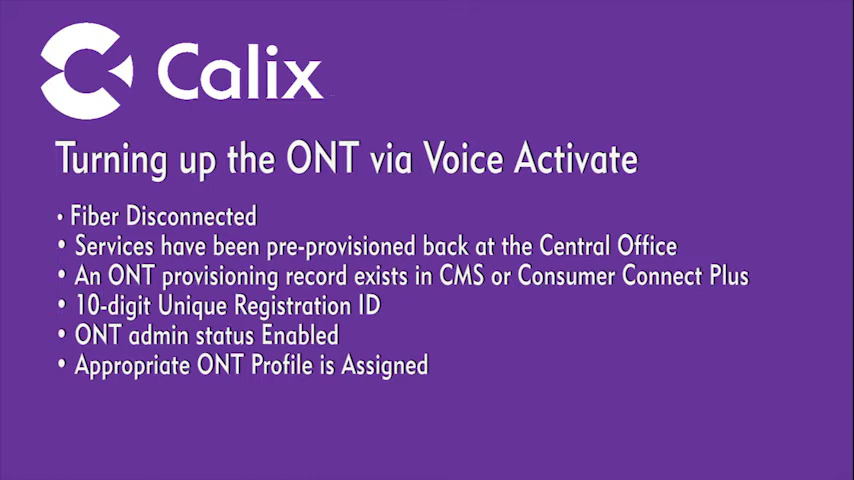 Calix
Turning up the ONT via Voice Activate
• Fiber Disconnected
• Services have been pre-provisioned back at the Central Office
• An ONT provisioning record exists in CMS or Consumer Connect Plus
• 10-digit Unique Registration ID
• ONT admin status Enabled
• Appropriate ONT Profile is Assigned